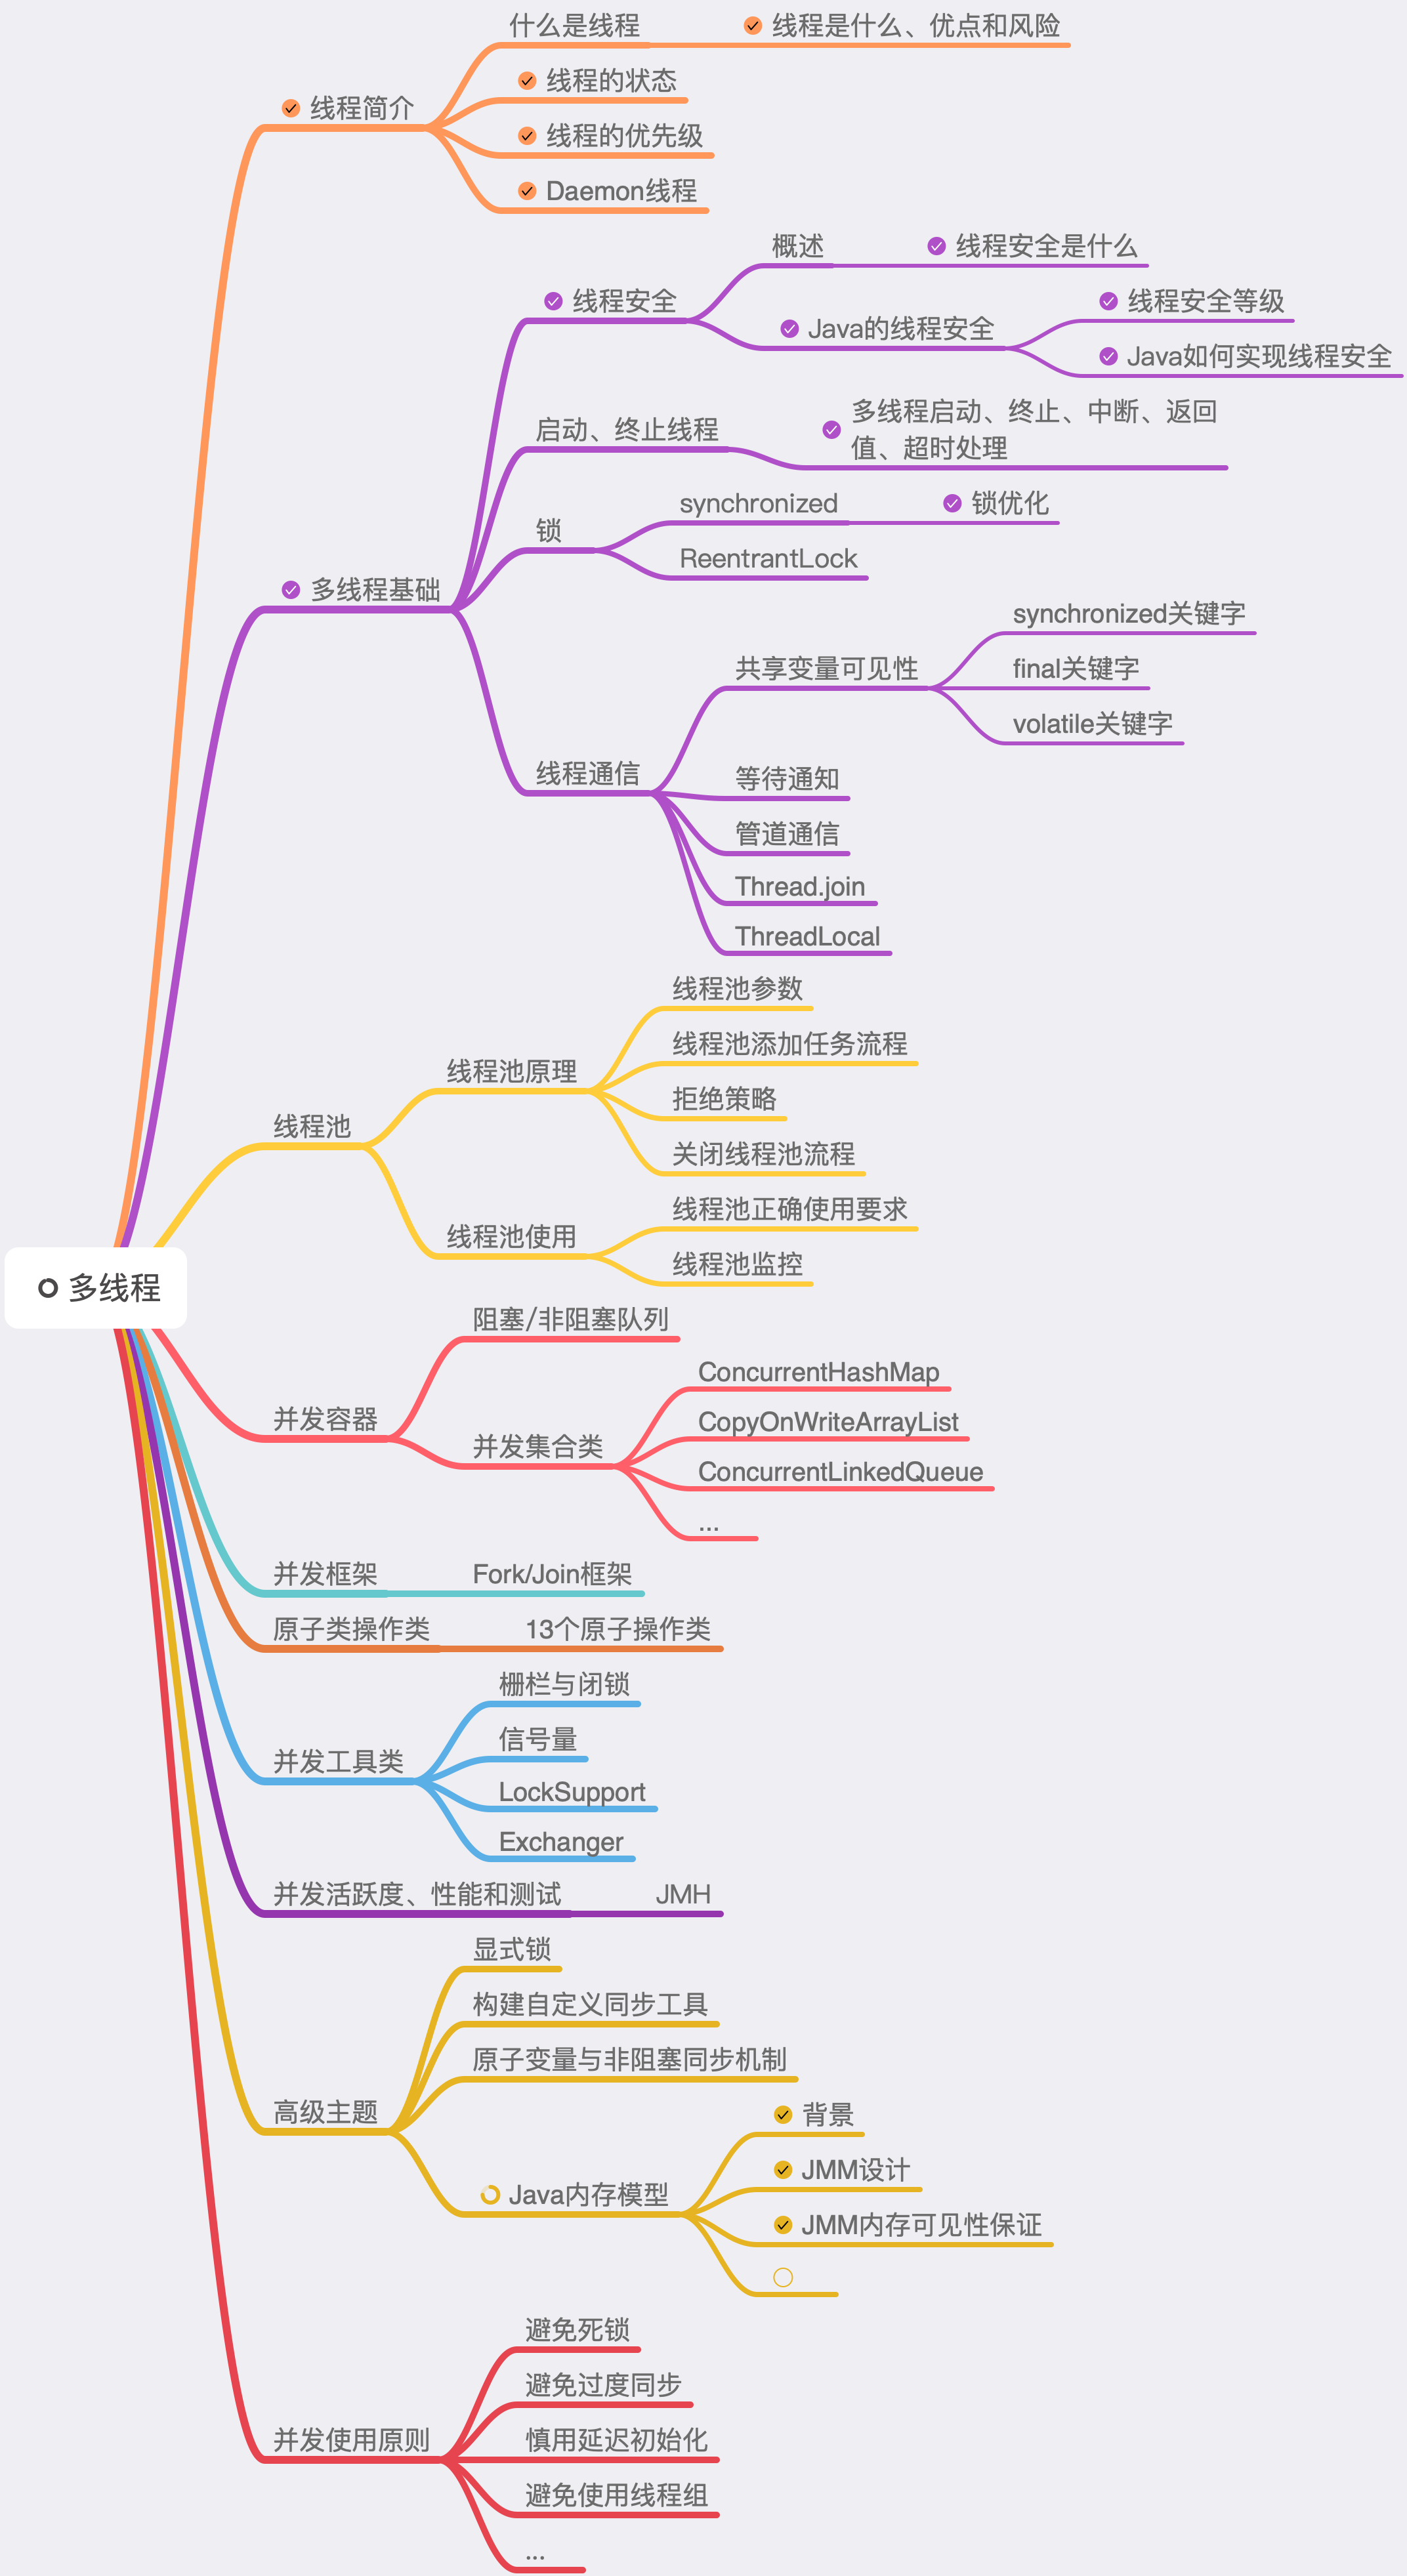 什么是线程
线程是什么、优点和风险
线程简介
线程的状态
线程的优先级
Daemon线程
概述
线程安全是什么
线程安全
Java的线程安全
线程安全等级
Java如何实现线程安全
启动、终止线程
多线程启动、终止、中断、返回
值、超时处理
锁
synchronized
锁优化
ReentrantLock
多线程基础
共享变量可见性
synchronized关键字
final关键字
volatile关键字
线程通信
等待通知
管道通信
Thread.join
ThreadLocal
线程池
线程池原理
线程池参数
线程池添加任务流程
拒绝策略
关闭线程池流程
线程池使用
线程池正确使用要求
线程池监控
多线程
并发容器
阻塞/非阻塞队列
并发集合类
ConcurrentHashMap
CopyOnWriteArrayList
ConcurrentLinkedQueue
...
并发框架
Fork/Join框架
原子类操作类
13个原子操作类
并发工具类
栅栏与闭锁
信号量
LockSupport
Exchanger
并发活跃度、性能和测试
JMH
高级主题
显式锁
构建自定义同步工具
原子变量与非阻塞同步机制
Java内存模型
背景
JMM设计
JMM内存可见性保证
并发使用原则
避免死锁
避免过度同步
慎用延迟初始化
避免使用线程组
...